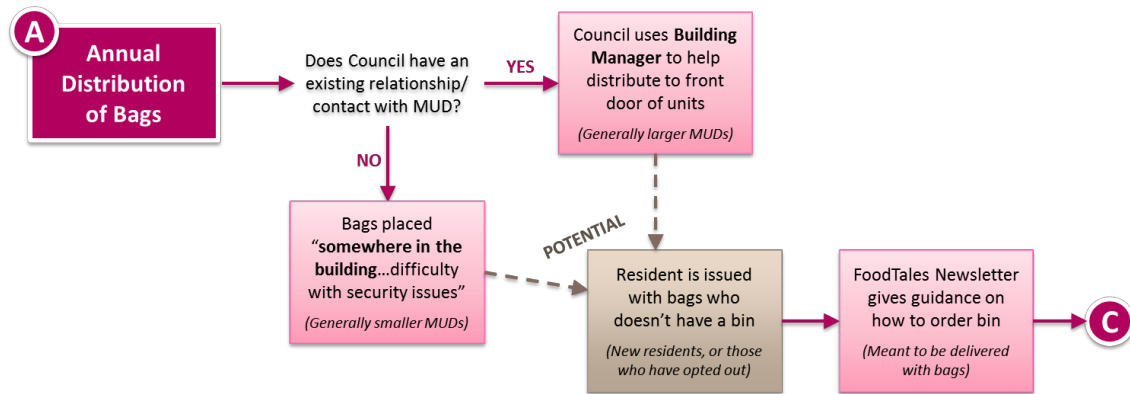 A
Annual
Distribution
of Bags
Does Council have an
existing relationship/
contact with MUD?
YES
Council uses Building
Manager to help
distribute to front
door of units
(Generally larger MUDs)
NO
Bags placed
“somewhere in the
building...difficulty
with security issues”
(Generally smaller MUDs)
POTENTIAL
Resident is issued
with bags who
doesn’t have a bin
(New residents, or those
who have opted out)
FoodTales Newsletter
gives guidance on
how to order bin
(Meant to be delivered
with bags)
C